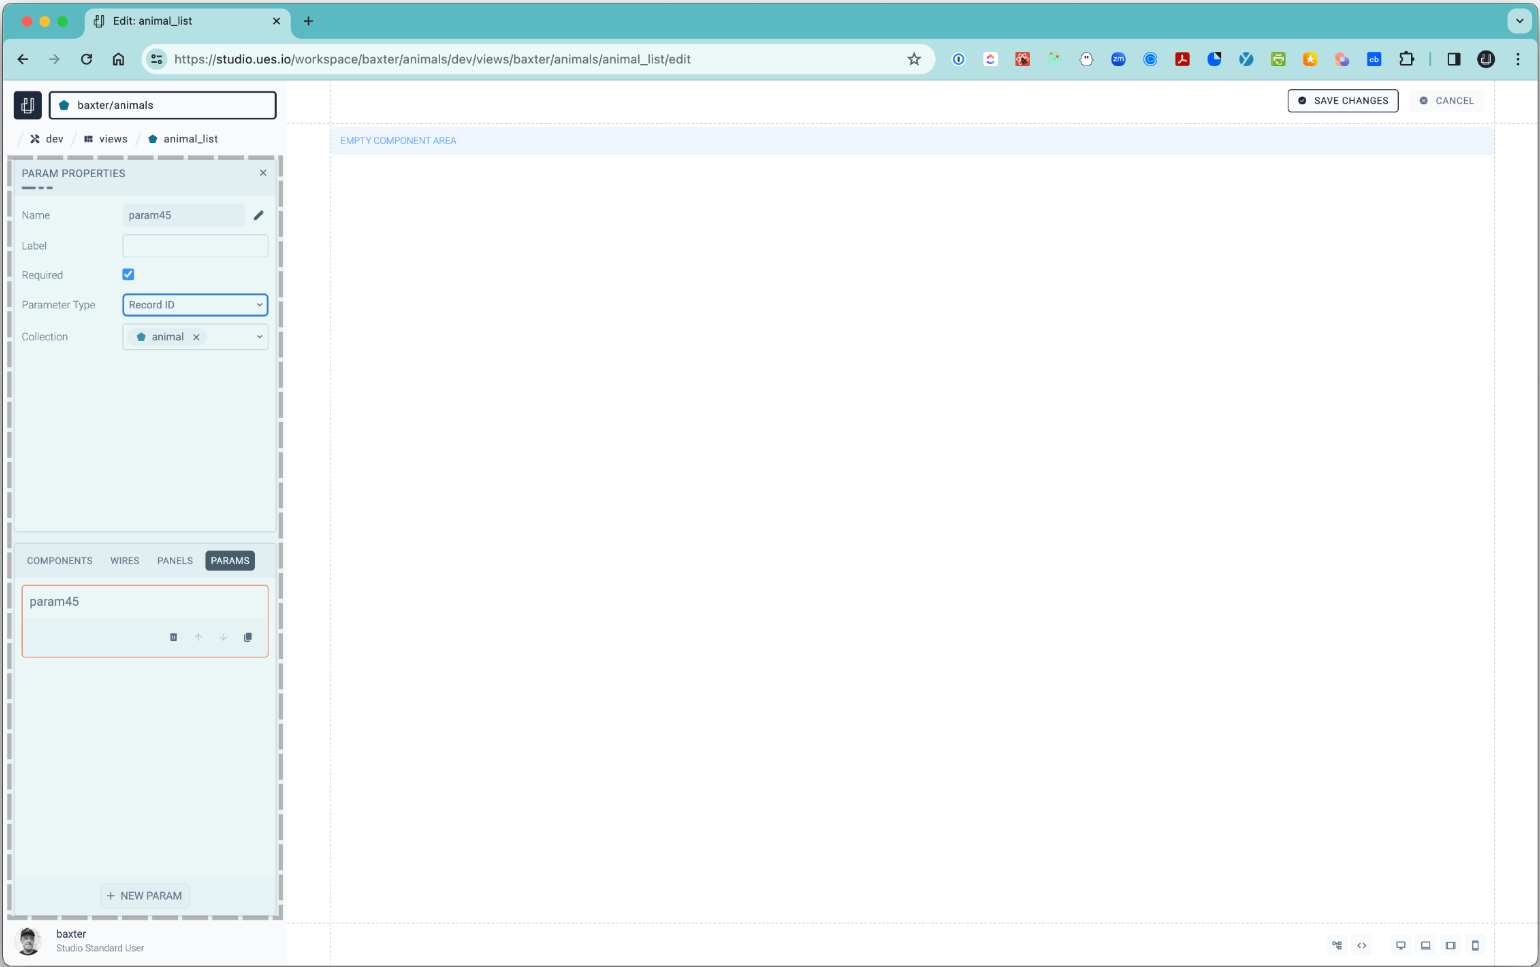 Edit: animal_list
https://studio.ues.io/workspace/baxter/animals/dev/views/baxter/animals/animal_list/edit
zm
cb
baxter/animals
SAVE CHANGES
CANCEL
/ dev / views / animal_list
EMPTY COMPONENT AREA
PARAM PROPERTIES
Name param45
Label
Required
Parameter Type Record ID
Collection animal
COMPONENTS WIRES PANELS PARAMS
param45
+ NEW PARAM
baxter
Studio Standard User